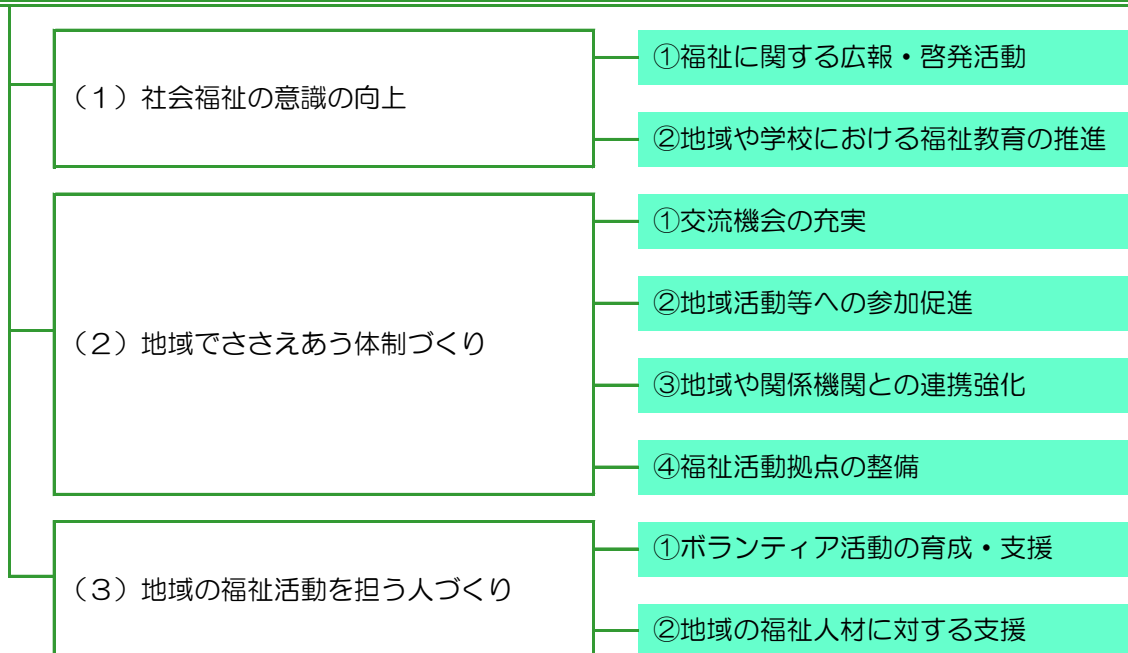 （1）社会福祉の意識の向上
①福祉に関する広報・啓発活動
②地域や学校における福祉教育の推進
（2）地域でささえあう体制づくり
①交流機会の充実
②地域活動等への参加促進
③地域や関係機関との連携強化
④福祉活動拠点の整備
（3）地域の福祉活動を担う人づくり
①ボランティア活動の育成・支援
②地域の福祉人材に対する支援